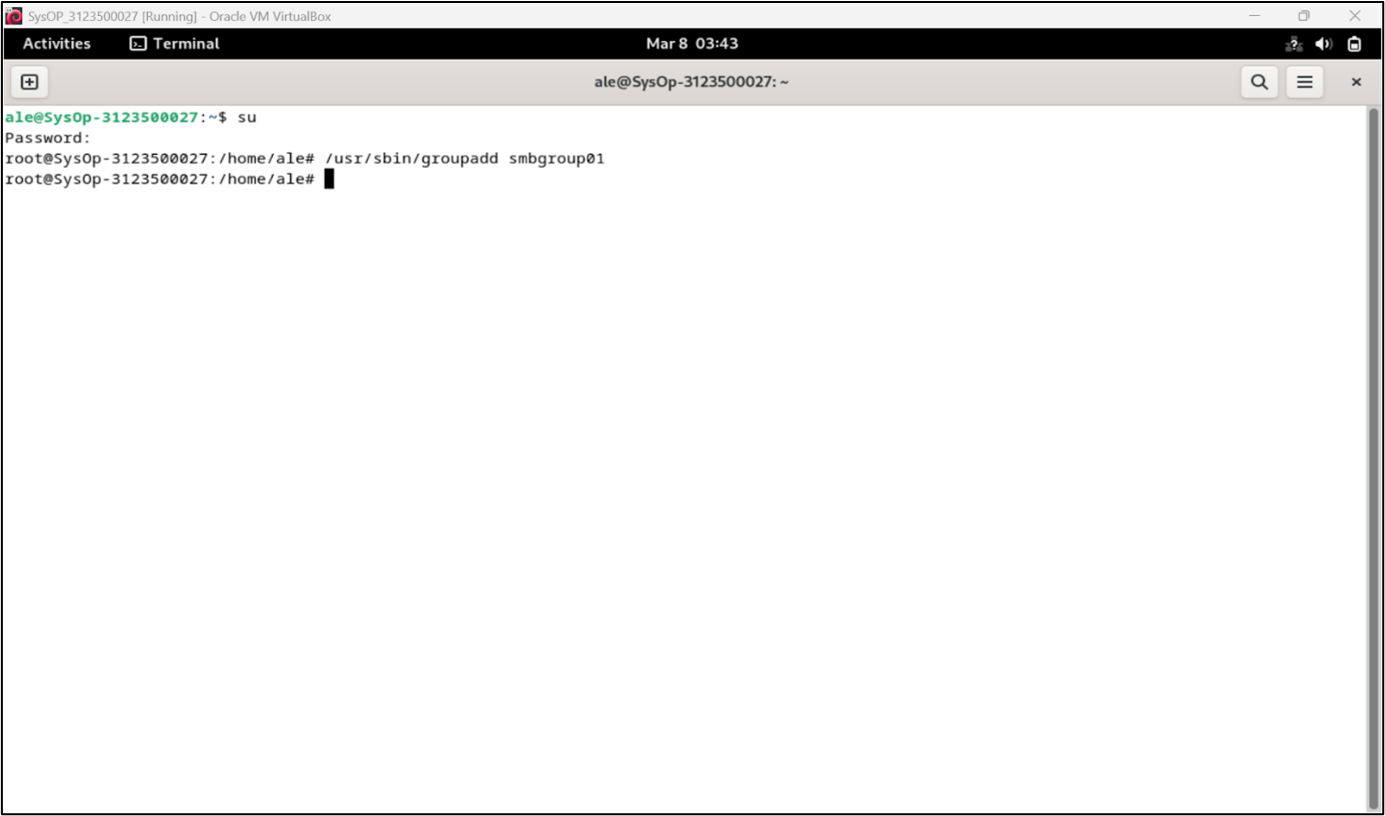 SysOP_3123500027 [Running] - Oracle VM VirtualBox
Activities Terminal Mar 8 03:43
ale@SysOp-3123500027: ~
ale@SysOp-3123500027:~$ su
Password:
root@SysOp-3123500027:/home/ale# /usr/sbin/groupadd smbgroup01
root@SysOp-3123500027:/home/ale#